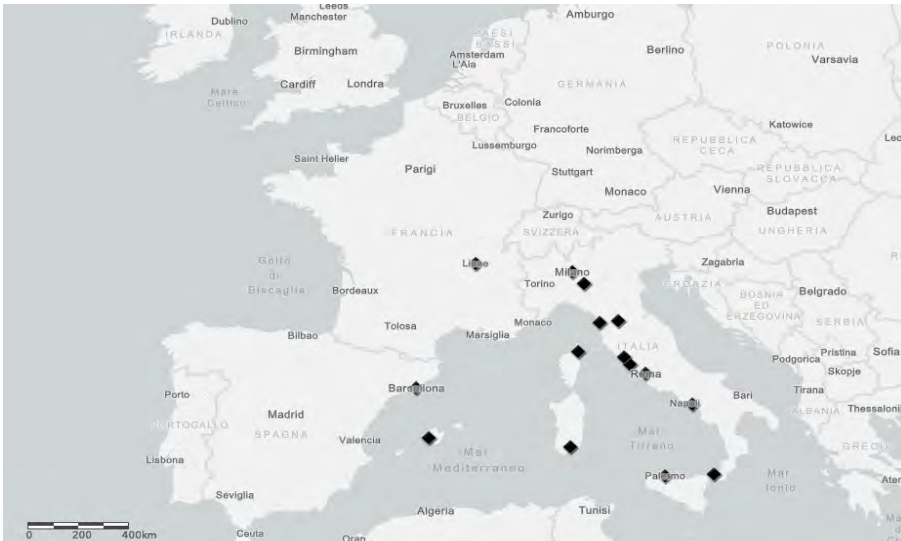 Leeds
Dublino
Manchester
IRLANDA
Amburgo
PAESI
BASSI
Birmingham
Amsterdam
L'Aia
Berlino
POLONIA
Varsavia
Cardiff
Londra
GERMANIA
Mare
Celtico
Bruxelles
Colonia
BELGIO
Francoforte
Katowice
Lussemburgo
Norimberga
REPUBBLICA
CECA
Saint Helier
Parigi
Stuttgart
REPUBBLICA
SLOVACCA
Monaco
Vienna
Zurigo
Budapest
AUSTRIA
FRANCIA
SVIZZERA
UNGHERIA
Golfo
di
Biscaglia
Milano
Zagabria
Torino
CROAZIA
Bordeaux
BOSNIA
ED
ERZEGOVINA
Belgrado
Tolosa
Monaco
SERBIA
Bilbao
Marsiglia
ITALIA
Podgorica
Pristina
Sofia
Skopje
Roma
Barcellona
Porto
Napoli
Bari
Tirana
ALBANIA
Madrid
PORTOGALLO
SPAGNA
Valencia
Mar
Tirreno
Mar
Mediterraneo
Lisbona
Palermo
Mar
Ionio
Siviglia
Algeria
Tunisi
Ceuta
Oran
0 200 400km